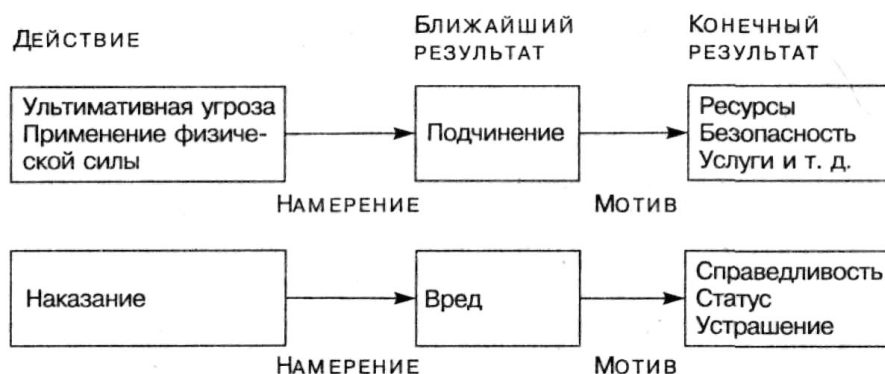 ДЕЙСТВИЕ
БЛИЖАЙШИЙ
РЕЗУЛЬТАТ
КОНЕЧНЫЙ
РЕЗУЛЬТАТ
Ультимативная угроза
Применение физиче-
ской силы
Подчинение
Ресурсы
Безопасность
Услуги и т. д.
НАМЕРЕНИЕ
МОТИВ
Наказание
Вред
Справедливость
Статус
Устрашение
НАМЕРЕНИЕ
МОТИВ